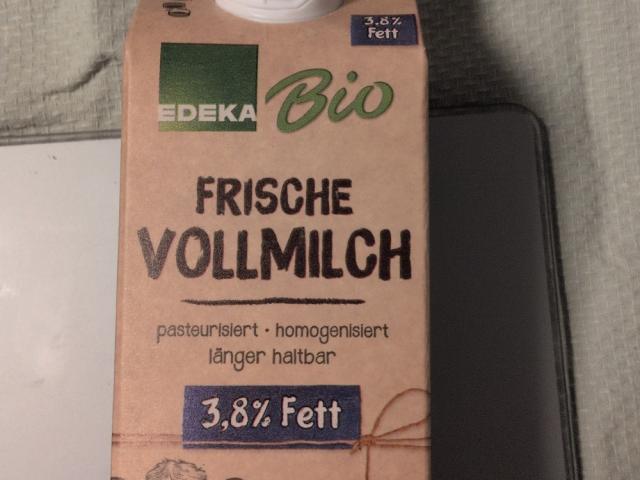 3.8%
Fett
EDEKA Bio
FRISCHE
VOLLMILCH
pasteurisiert · homogenisiert
länger haltbar
3,8% Fett